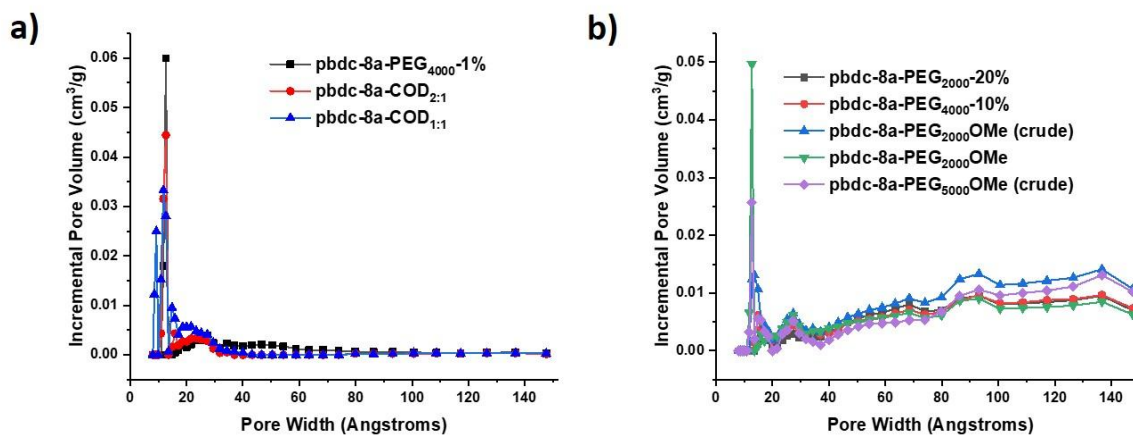 a)
Incremental Pore Volume (cm³/g)
0.06
0.05
0.04
0.03
0.02
0.01
0.00
pbdc-8a-PEG₄₀₀₀-1%
pbdc-8a-COD₂:₁
pbdc-8a-COD₁:₁
0 20 40 60 80 100 120 140
Pore Width (Angstroms)
b)
Incremental Pore Volume (cm³/g)
0.05
0.04
0.03
0.02
0.01
0.00
pbdc-8a-PEG₂₀₀₀-20%
pbdc-8a-PEG₄₀₀₀-10%
pbdc-8a-PEG₂₀₀₀OMe (crude)
pbdc-8a-PEG₂₀₀₀OMe
pbdc-8a-PEG₅₀₀₀OMe (crude)
0 20 40 60 80 100 120 140
Pore Width (Angstroms)